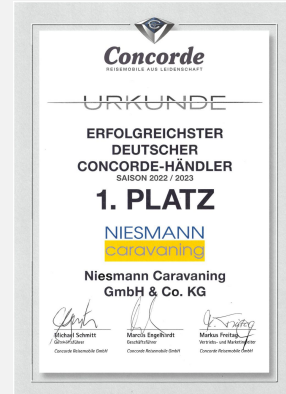 Concorde
REISEMOBILE AUS LEIDENSCHAFT
URKUNDE
ERFOLGREICHSTER
DEUTSCHER
CONCORDE-HÄNDLER
SAISON 2022 / 2023
1. PLATZ
NIESMANN
caravaning
Niesmann Caravaning
GmbH & Co. KG
Michael Schmitt
Geschäftsführer
Concorde Reisemobile GmbH
Marcus Engelhardt
Geschäftsführer
Concorde Reisemobile GmbH
Markus Freitag
Vertriebs- und Marketingleiter
Concorde Reisemobile GmbH